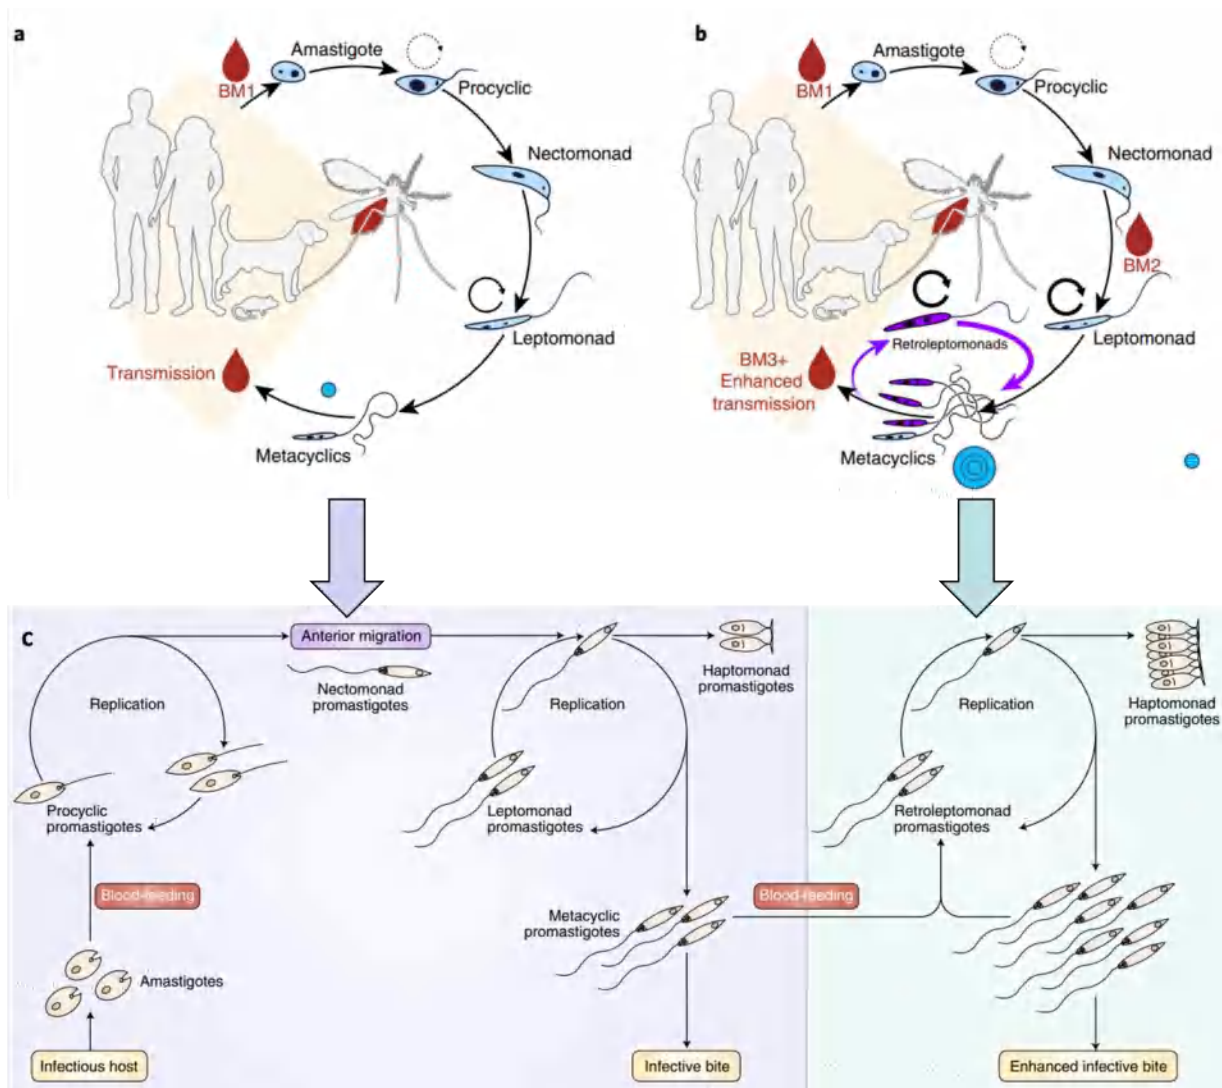 a
Amastigote
BM1
Procyclic
Nectomonad
Leptomonad
Transmission
Metacyclics
b
Amastigote
BM1
Procyclic
Nectomonad
BM2
Leptomonad
Retroleptomonads
BM3+
Enhanced
transmission
Metacyclics
c
Anterior migration
Nectomonad
promastigotes
Replication
Procyclic
promastigotes
Blood-feeding
Amastigotes
Infectious host
Replication
Haptomonad
promastigotes
Leptomonad
promastigotes
Metacyclic
promastigotes
Blood-feeding
Infective bite
Replication
Haptomonad
promastigotes
Retroleptomonad
promastigotes
Enhanced infective bite